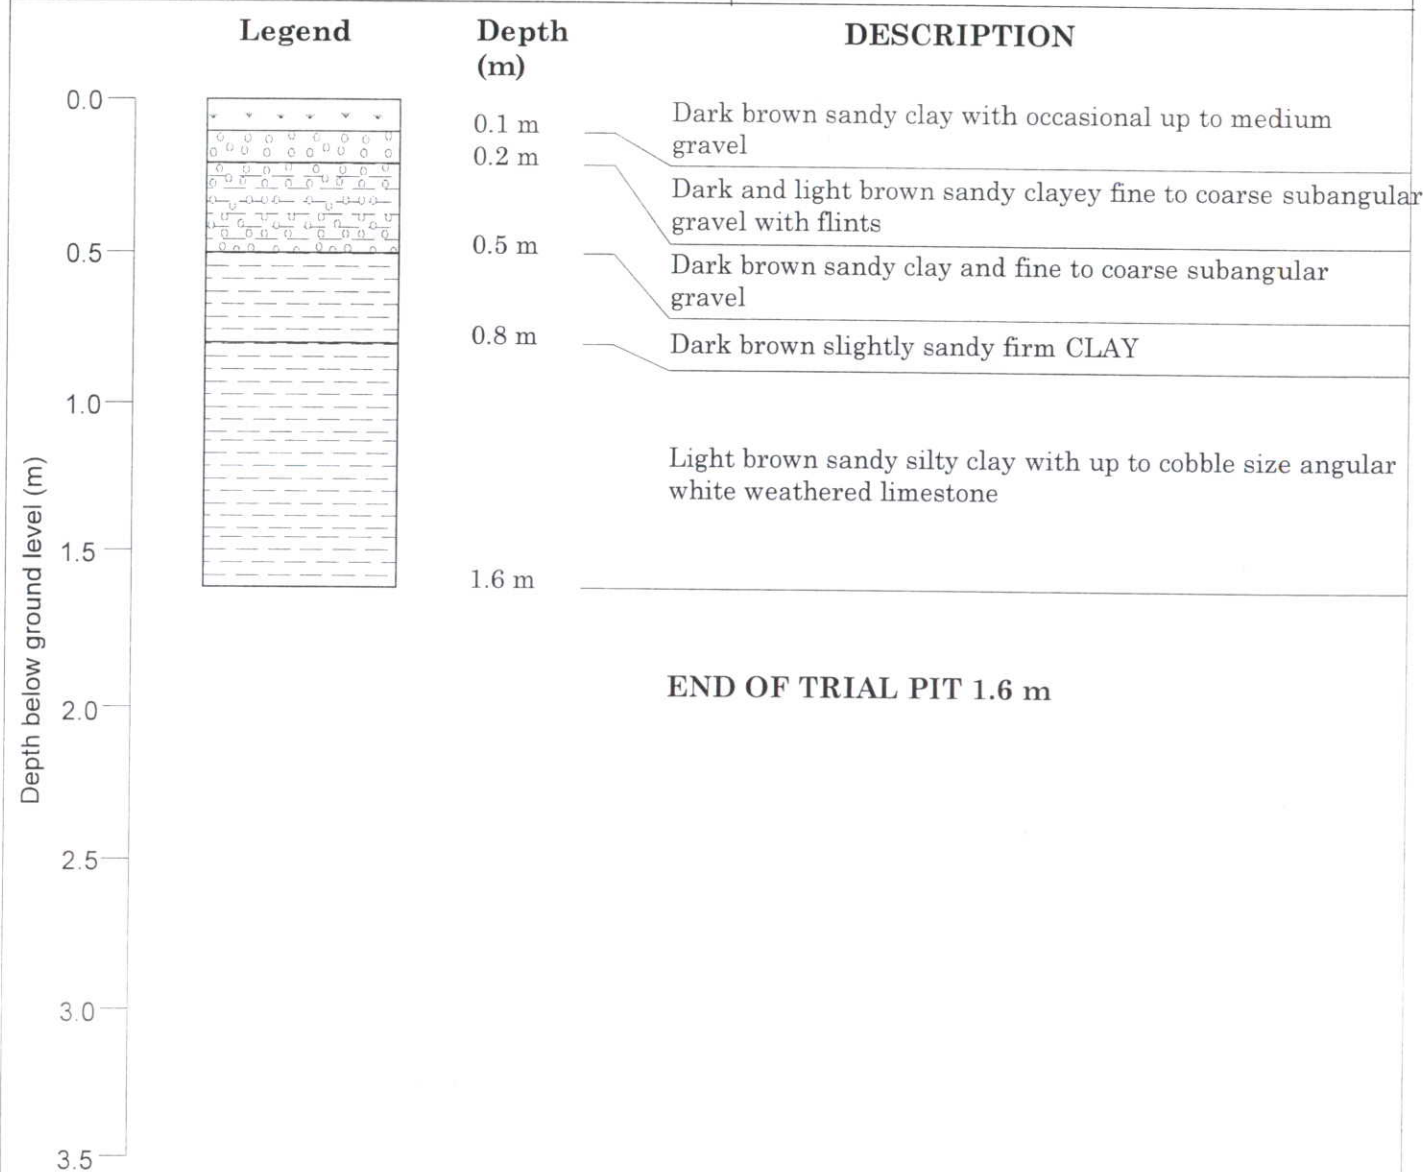 Legend
Depth
(m)
DESCRIPTION
0.0
0.1 m
Dark brown sandy clay with occasional up to medium
gravel
0.2 m
Dark and light brown sandy clayey fine to coarse subangular
gravel with flints
0.5
0.5 m
Dark brown sandy clay and fine to coarse subangular
gravel
0.8 m
Dark brown slightly sandy firm CLAY
1.0
Light brown sandy silty clay with up to cobble size angular
white weathered limestone
1.5
1.6 m
Depth below ground level (m)
END OF TRIAL PIT 1.6 m
2.0
2.5
3.0
3.5